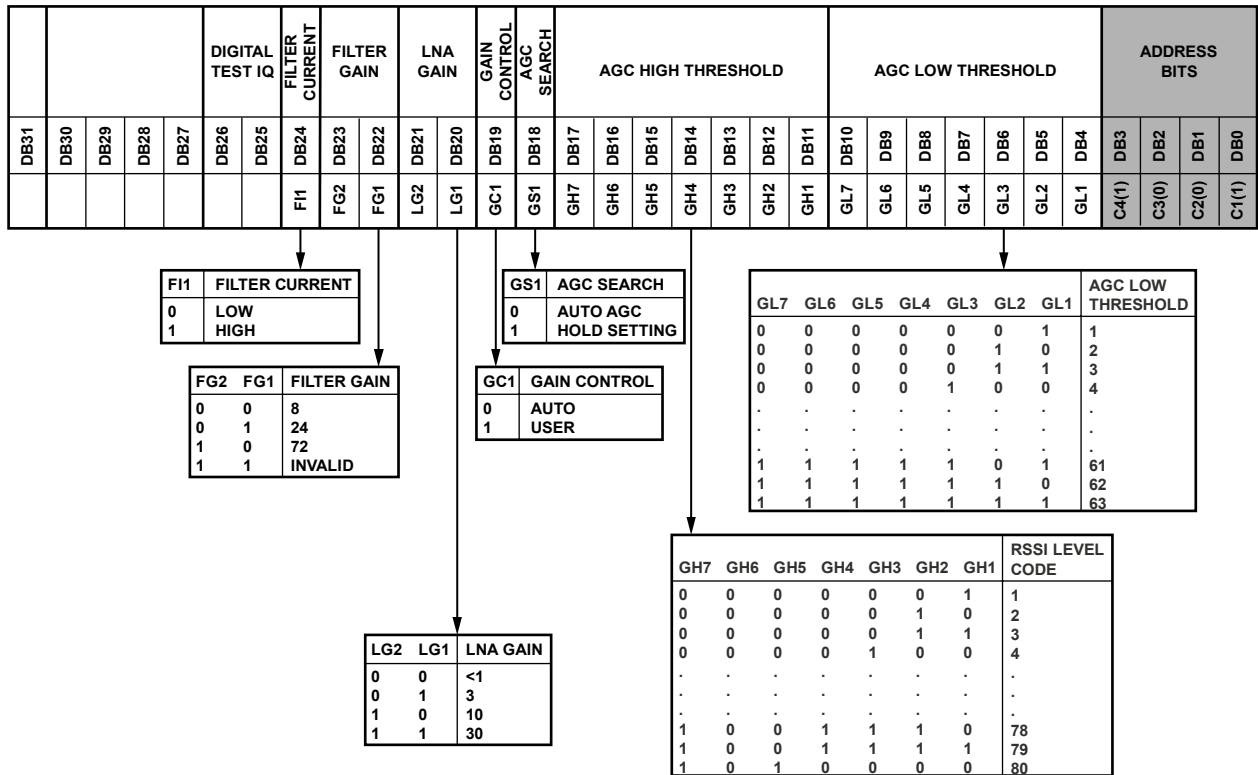 DIGITAL
TEST IQ
FILTER
CURRENT
FILTER
GAIN
LNA
GAIN
GAIN
CONTROL
AGC
SEARCH
AGC HIGH THRESHOLD
AGC LOW THRESHOLD
ADDRESS
BITS
DB31 DB30 DB29 DB28 DB27 DB26 DB25 DB24 DB23 DB22 DB21 DB20 DB19 DB18 DB17 DB16 DB15 DB14 DB13 DB12 DB11 DB10 DB9 DB8 DB7 DB6 DB5 DB4 DB3 DB2 DB1 DB0
FI1 FG2 FG1 LG2 LG1 GC1 GS1 GH7 GH6 GH5 GH4 GH3 GH2 GH1 GL7 GL6 GL5 GL4 GL3 GL2 GL1 C4(1) C3(0) C2(0) C1(1)
FI1 FILTER CURRENT
0 LOW
1 HIGH
GS1 AGC SEARCH
0 AUTO AGC
1 HOLD SETTING
GL7 GL6 GL5 GL4 GL3 GL2 GL1 AGC LOW
THRESHOLD
0 0 0 0 0 0 1 1
0 0 0 0 0 1 0 2
0 0 0 0 0 1 1 3
0 0 0 0 1 0 0 4
. . . . . . . .
. . . . . . . .
. . . . . . . .
1 1 1 1 1 0 1 61
1 1 1 1 1 1 0 62
1 1 1 1 1 1 1 63
FG2 FG1 FILTER GAIN
0 0 8
0 1 24
1 0 72
1 1 INVALID
GC1 GAIN CONTROL
0 AUTO
1 USER
GH7 GH6 GH5 GH4 GH3 GH2 GH1 RSSI LEVEL
CODE
0 0 0 0 0 0 1 1
0 0 0 0 0 1 0 2
0 0 0 0 0 1 1 3
0 0 0 0 1 0 0 4
. . . . . . . .
. . . . . . . .
. . . . . . . .
1 0 0 1 1 1 0 78
1 0 0 1 1 1 1 79
1 0 1 0 0 0 0 80
LG2 LG1 LNA GAIN
0 0 <1
0 1 3
1 0 10
1 1 30